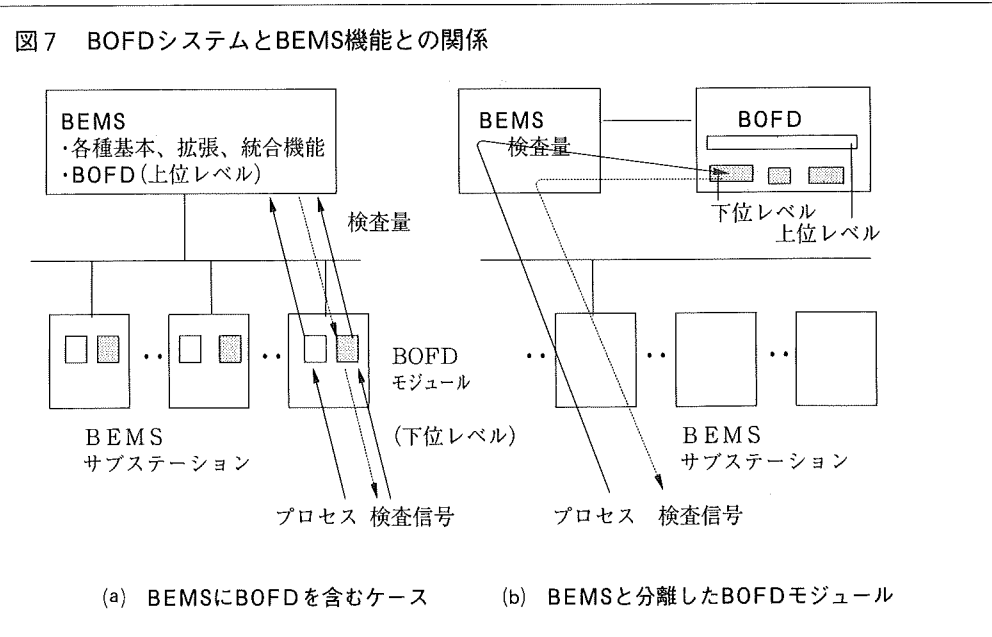 図7 BOFDシステムとBEMS機能との関係
BEMS
・各種基本、拡張、統合機能
・BOFD(上位レベル)
検査量
BOFD
モジュール
(下位レベル)
BEMS
サブステーション
プロセス 検査信号
(a) BEMSにBOFDを含むケース
BEMS
検査量
BOFD
下位レベル
上位レベル
BEMS
サブステーション
プロセス 検査信号
(b) BEMSと分離したBOFDモジュール